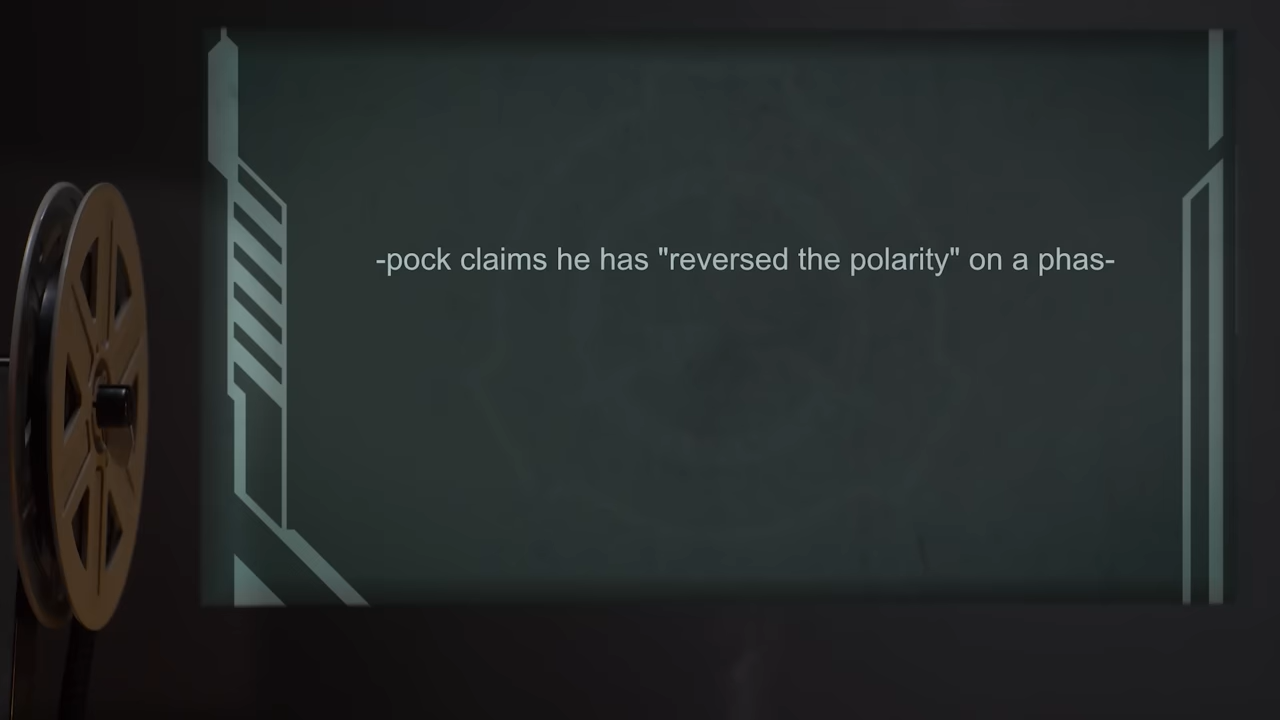 -pock claims he has "reversed the polarity" on a phas-